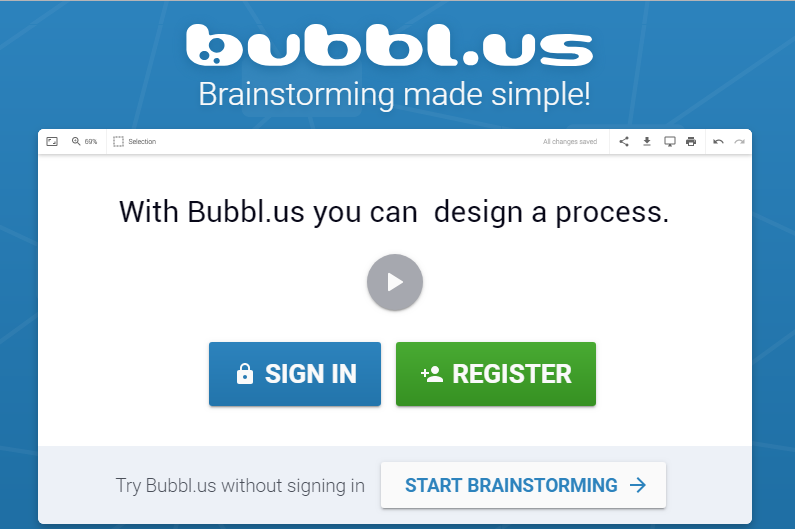 bubbl.us
Brainstorming made simple!
69% Selection All changes saved
With Bubbl.us you can design a process.
SIGN IN REGISTER
Try Bubbl.us without signing in START BRAINSTORMING